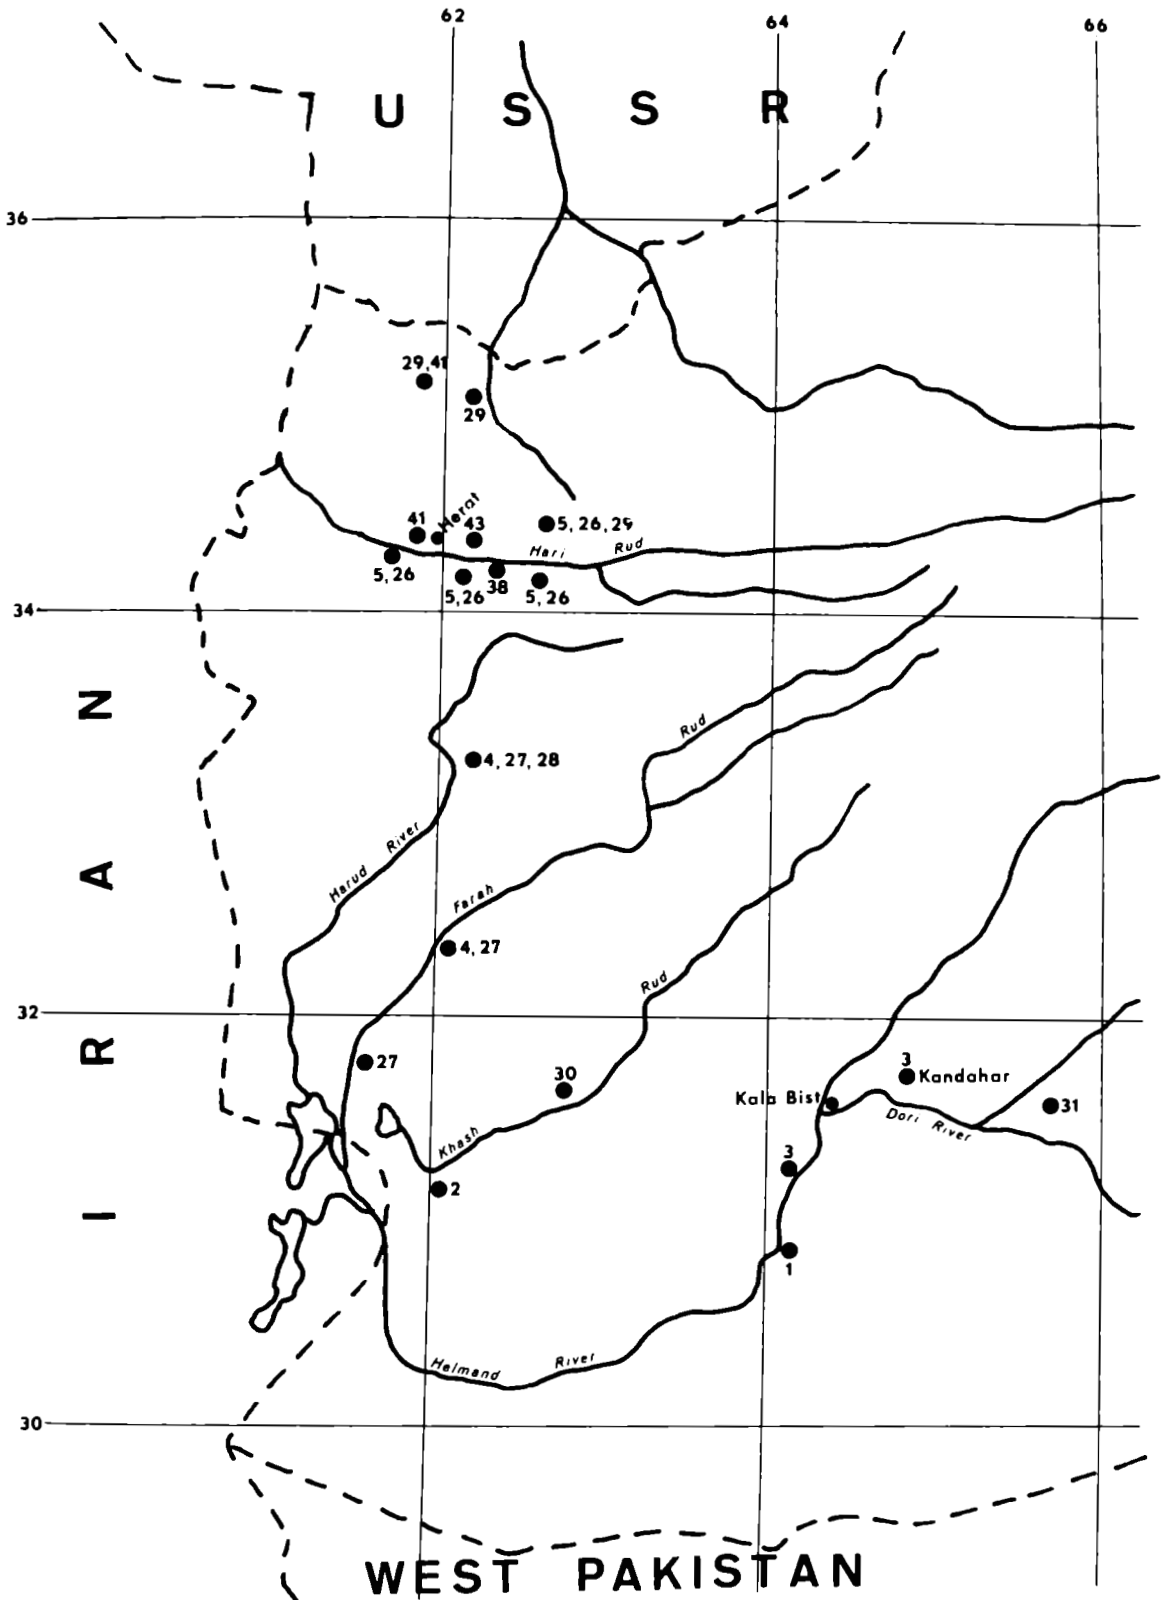 62
64
66
U S S R
36
29,41
29
41
Herat
43
5, 26, 29
Hari Rud
5,26
5,26
38
5,26
34
Rud
4, 27, 28
Harud River
Farah
4, 27
Rud
32
27
30
3
Kandahar
Kala Bist
31
Dori River
Khash
3
2
1
Helmand River
30
IRAN
WEST PAKISTAN